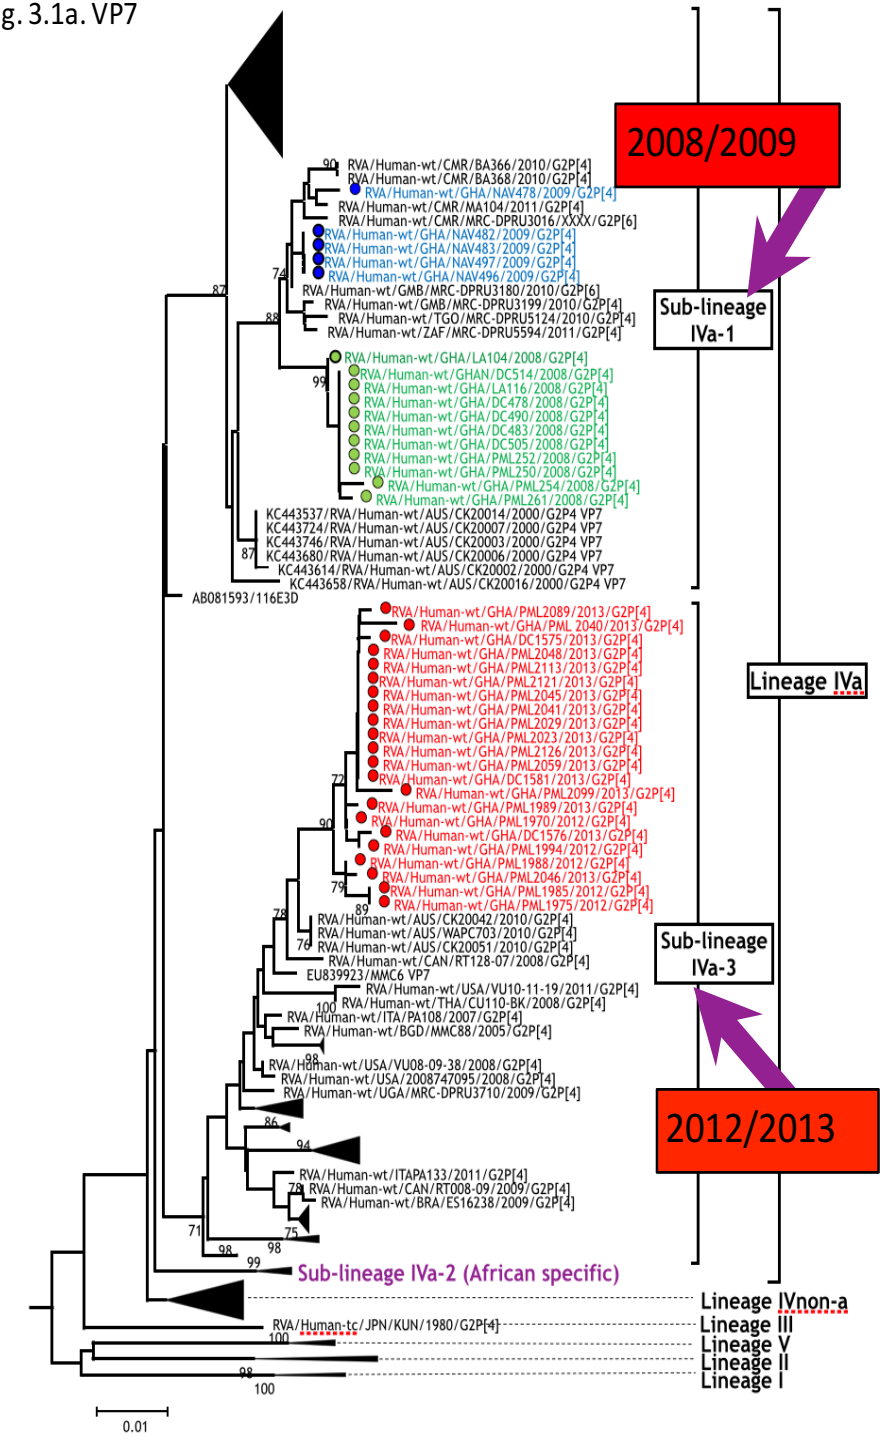 g. 3.1a. VP7
2008/2009
90
RVA/Human-wt/CMR/BA366/2010/G2P[4]
RVA/Human-wt/CMR/BA368/2010/G2P[4]
RVA/Human-wt/GHA/NAV478/2009/G2P[4]
RVA/Human-wt/CMR/MA104/2011/G2P[4]
RVA/Human-wt/CMR/MRC-DPRU3016/XXXX/G2P[6]
RVA/Human-wt/GHA/NAV482/2009/G2P[4]
RVA/Human-wt/GHA/NAV483/2009/G2P[4]
RVA/Human-wt/GHA/NAV497/2009/G2P[4]
74
RVA/Human-wt/GHA/NAV496/2009/G2P[4]
87
RVA/Human-wt/GMB/MRC-DPRU3180/2010/G2P[6]
RVA/Human-wt/GMB/MRC-DPRU3199/2010/G2P[4]
88
RVA/Human-wt/TGO/MRC-DPRU5124/2010/G2P[4]
RVA/Human-wt/ZAF/MRC-DPRU5594/2011/G2P[4]
Sub-lineage
IVa-1
RVA/Human-wt/GHA/LA104/2008/G2P[4]
99
RVA/Human-wt/GHAN/DC514/2008/G2P[4]
RVA/Human-wt/GHA/LA116/2008/G2P[4]
RVA/Human-wt/GHA/DC478/2008/G2P[4]
RVA/Human-wt/GHA/DC490/2008/G2P[4]
RVA/Human-wt/GHA/DC483/2008/G2P[4]
RVA/Human-wt/GHA/DC505/2008/G2P[4]
RVA/Human-wt/GHA/PML252/2008/G2P[4]
RVA/Human-wt/GHA/PML250/2008/G2P[4]
RVA/Human-wt/GHA/PML254/2008/G2P[4]
RVA/Human-wt/GHA/PML261/2008/G2P[4]
KC443537/RVA/Human-wt/AUS/CK20014/2000/G2P4 VP7
KC443724/RVA/Human-wt/AUS/CK20007/2000/G2P4 VP7
KC443746/RVA/Human-wt/AUS/CK20003/2000/G2P4 VP7
87
KC443680/RVA/Human-wt/AUS/CK20006/2000/G2P4 VP7
KC443614/RVA/Human-wt/AUS/CK20002/2000/G2P4 VP7
KC443658/RVA/Human-wt/AUS/CK20016/2000/G2P4 VP7
AB081593/116E3D
RVA/Human-wt/GHA/PML2089/2013/G2P[4]
RVA/Human-wt/GHA/PML 2040/2013/G2P[4]
RVA/Human-wt/GHA/DC1575/2013/G2P[4]
RVA/Human-wt/GHA/PML2048/2013/G2P[4]
RVA/Human-wt/GHA/PML2113/2013/G2P[4]
RVA/Human-wt/GHA/PML2121/2013/G2P[4]
RVA/Human-wt/GHA/PML2045/2013/G2P[4]
RVA/Human-wt/GHA/PML2041/2013/G2P[4]
RVA/Human-wt/GHA/PML2029/2013/G2P[4]
RVA/Human-wt/GHA/PML2023/2013/G2P[4]
RVA/Human-wt/GHA/PML2126/2013/G2P[4]
RVA/Human-wt/GHA/PML2059/2013/G2P[4]
72
RVA/Human-wt/GHA/DC1581/2013/G2P[4]
RVA/Human-wt/GHA/PML2099/2013/G2P[4]
RVA/Human-wt/GHA/PML1989/2013/G2P[4]
90
RVA/Human-wt/GHA/PML1970/2012/G2P[4]
RVA/Human-wt/GHA/DC1576/2013/G2P[4]
RVA/Human-wt/GHA/PML1994/2012/G2P[4]
RVA/Human-wt/GHA/PML1988/2012/G2P[4]
RVA/Human-wt/GHA/PML2046/2013/G2P[4]
79
RVA/Human-wt/GHA/PML1985/2012/G2P[4]
89
RVA/Human-wt/GHA/PML1975/2012/G2P[4]
Lineage IVa
78
RVA/Human-wt/AUS/CK20042/2010/G2P[4]
RVA/Human-wt/AUS/WAPC703/2010/G2P[4]
76
RVA/Human-wt/AUS/CK20051/2010/G2P[4]
RVA/Human-wt/CAN/RT128-07/2008/G2P[4]
Sub-lineage
IVa-3
EU839923/MMC6 VP7
RVA/Human-wt/USA/VU10-11-19/2011/G2P[4]
100
RVA/Human-wt/THA/CU110-BK/2008/G2P[4]
RVA/Human-wt/ITA/PA108/2007/G2P[4]
RVA/Human-wt/BGD/MMC88/2005/G2P[4]
98
RVA/Human-wt/USA/VU08-09-38/2008/G2P[4]
RVA/Human-wt/USA/2008747095/2008/G2P[4]
RVA/Human-wt/UGA/MRC-DPRU3710/2009/G2P[4]
86
2012/2013
94
RVA/Human-wt/ITAPA133/2011/G2P[4]
78
RVA/Human-wt/CAN/RT008-09/2009/G2P[4]
RVA/Human-wt/BRA/ES16238/2009/G2P[4]
71
75
98
98
99
Sub-lineage IVa-2 (African specific)
Lineage IVnon-a
RVA/Human-tc/JPN/KUN/1980/G2P[4]
Lineage III
100
Lineage V
Lineage II
98
Lineage I
100
0.01